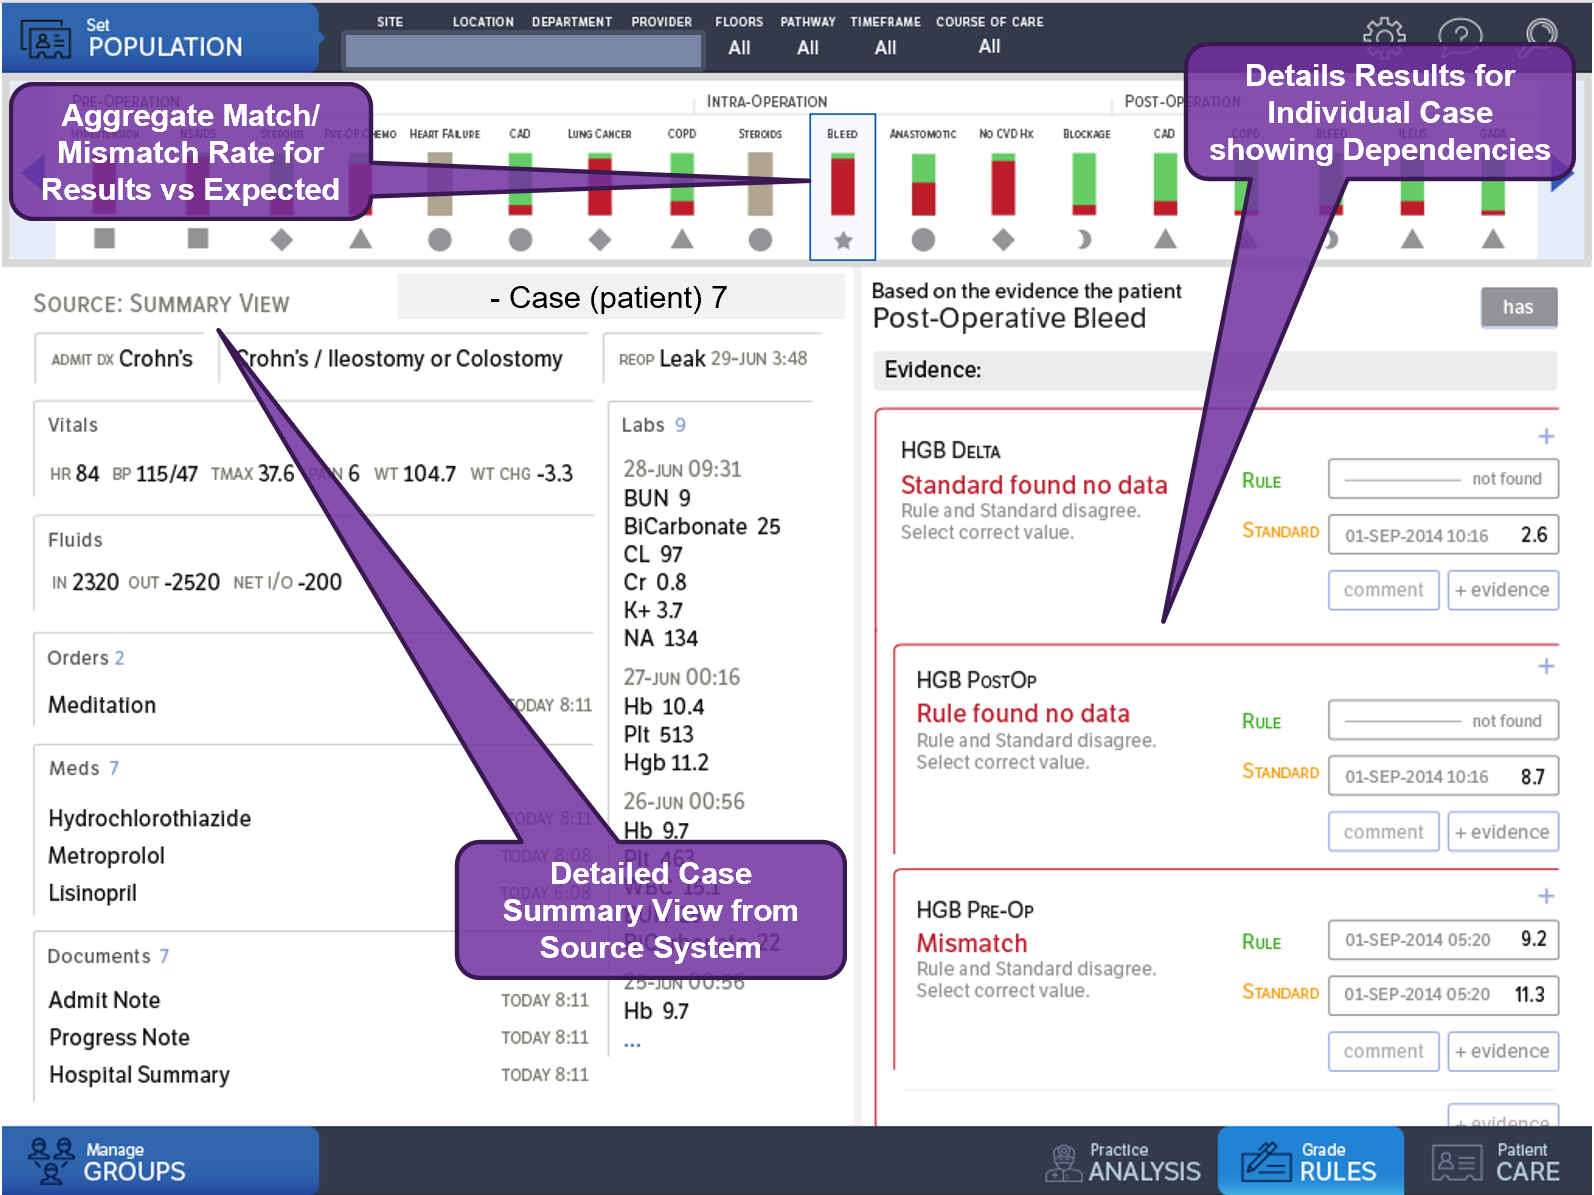 Set
POPULATION
SITE LOCATION DEPARTMENT PROVIDER FLOORS PATHWAY TIMEFRAME COURSE OF CARE
All All All All
PRE-OPERATION INTRA-OPERATION POST-OPERATION
HYPERTENSION NSAIDS STEROIDS PRE-OP CHEMO HEART FAILURE CAD LUNG CANCER COPD STEROIDS BLEED ANASTOMOTIC NO CVD HX BLOCKAGE CAD COPD BLEED ILEUS GABA
Aggregate Match/
Mismatch Rate for
Results vs Expected
Details Results for
Individual Case
showing Dependencies
SOURCE: SUMMARY VIEW
- Case (patient) 7
ADMIT DX Crohn's
Crohn's / Ileostomy or Colostomy
REOP Leak 29-JUN 3:48
Vitals
HR 84 BP 115/47 TMAX 37.6 PAIN 6 WT 104.7 WT CHG -3.3
Fluids
IN 2320 OUT -2520 NET I/O -200
Orders 2
Meditation TODAY 8:11
Meds 7
Hydrochlorothiazide TODAY 8:11
Metroprolol TODAY 8:08
Lisinopril TODAY 6:08
Documents 7
Admit Note TODAY 8:11
Progress Note TODAY 8:11
Hospital Summary TODAY 8:11
Labs 9
28-JUN 09:31
BUN 9
BiCarbonate 25
CL 97
Cr 0.8
K+ 3.7
NA 134
27-JUN 00:16
Hb 10.4
Plt 513
Hgb 11.2
26-JUN 00:56
Hb 9.7
Plt 463
WBC 15.1
BiCarbonate 22
25-JUN 00:56
Hb 9.7
...
Detailed Case
Summary View from
Source System
Based on the evidence the patient
Post-Operative Bleed
has
Evidence:
+
HGB DELTA
Standard found no data
Rule and Standard disagree.
Select correct value.
RULE not found
STANDARD 01-SEP-2014 10:16 2.6
comment + evidence
+
HGB POSTOP
Rule found no data
Rule and Standard disagree.
Select correct value.
RULE not found
STANDARD 01-SEP-2014 10:16 8.7
comment + evidence
+
HGB PRE-OP
Mismatch
Rule and Standard disagree.
Select correct value.
RULE 01-SEP-2014 05:20 9.2
STANDARD 01-SEP-2014 05:20 11.3
comment + evidence
+ evidence
Manage
GROUPS
Practice
ANALYSIS
Grade
RULES
Patient
CARE